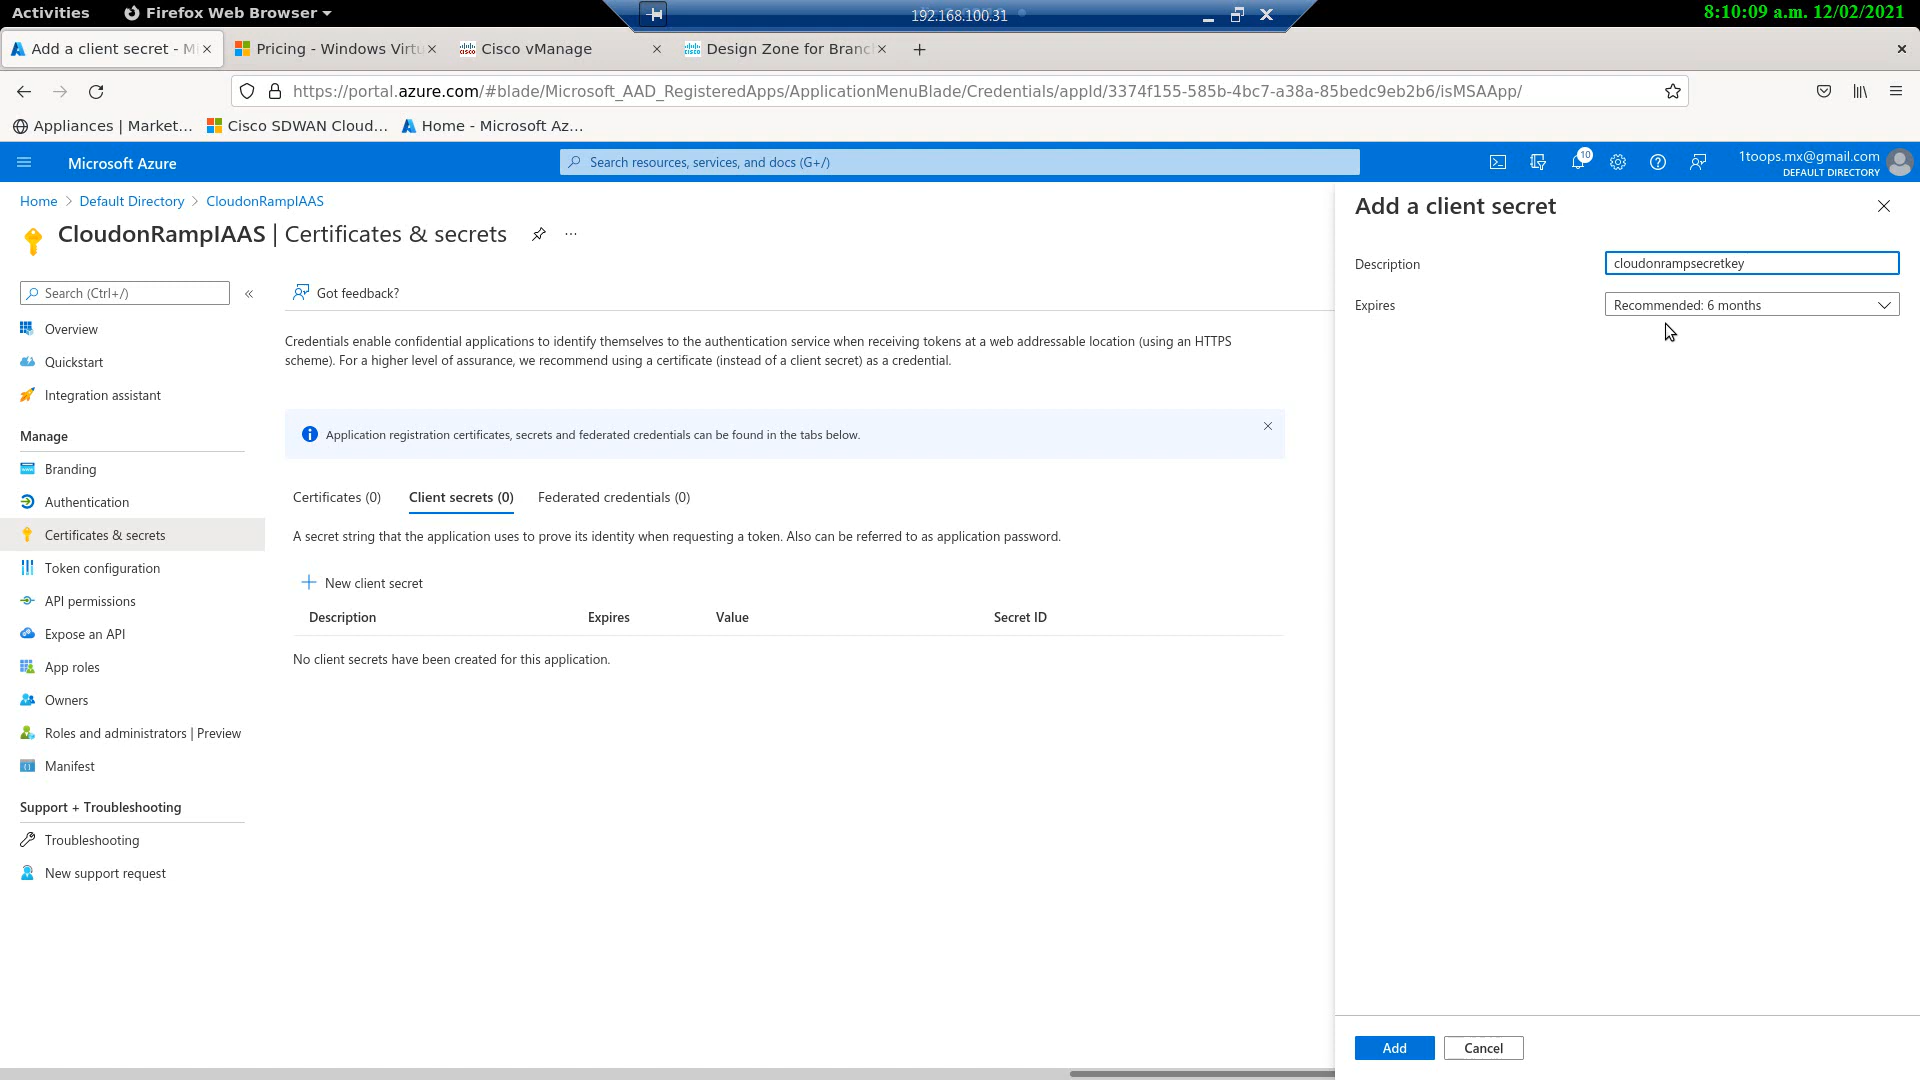 Activities Firefox Web Browser 192.168.100.31 8:10:09 a.m. 12/02/2021
Add a client secret - M Pricing - Windows Virtu Cisco vManage Design Zone for Branc
https://portal.azure.com/#blade/Microsoft_AAD_RegisteredApps/ApplicationMenuBlade/Credentials/appId/3374f155-585b-4bc7-a38a-85bedc9eb2b6/isMSAApp/
Appliances | Market... Cisco SDWAN Cloud... Home - Microsoft Az...
Microsoft Azure Search resources, services, and docs (G+/) 10 1toops.mx@gmail.com
DEFAULT DIRECTORY
Home > Default Directory > CloudonRampIAAS
CloudonRampIAAS | Certificates & secrets ...
Search (Ctrl+/) «
Overview
Quickstart
Integration assistant
Manage
Branding
Authentication
Certificates & secrets
Token configuration
API permissions
Expose an API
App roles
Owners
Roles and administrators | Preview
Manifest
Support + Troubleshooting
Troubleshooting
New support request
Got feedback?
Credentials enable confidential applications to identify themselves to the authentication service when receiving tokens at a web addressable location (using an HTTPS
scheme). For a higher level of assurance, we recommend using a certificate (instead of a client secret) as a credential.
Application registration certificates, secrets and federated credentials can be found in the tabs below.
Certificates (0) Client secrets (0) Federated credentials (0)
A secret string that the application uses to prove its identity when requesting a token. Also can be referred to as application password.
New client secret
Description Expires Value Secret ID
No client secrets have been created for this application.
Add a client secret
Description cloudonrampsecretkey
Expires Recommended: 6 months
Add Cancel